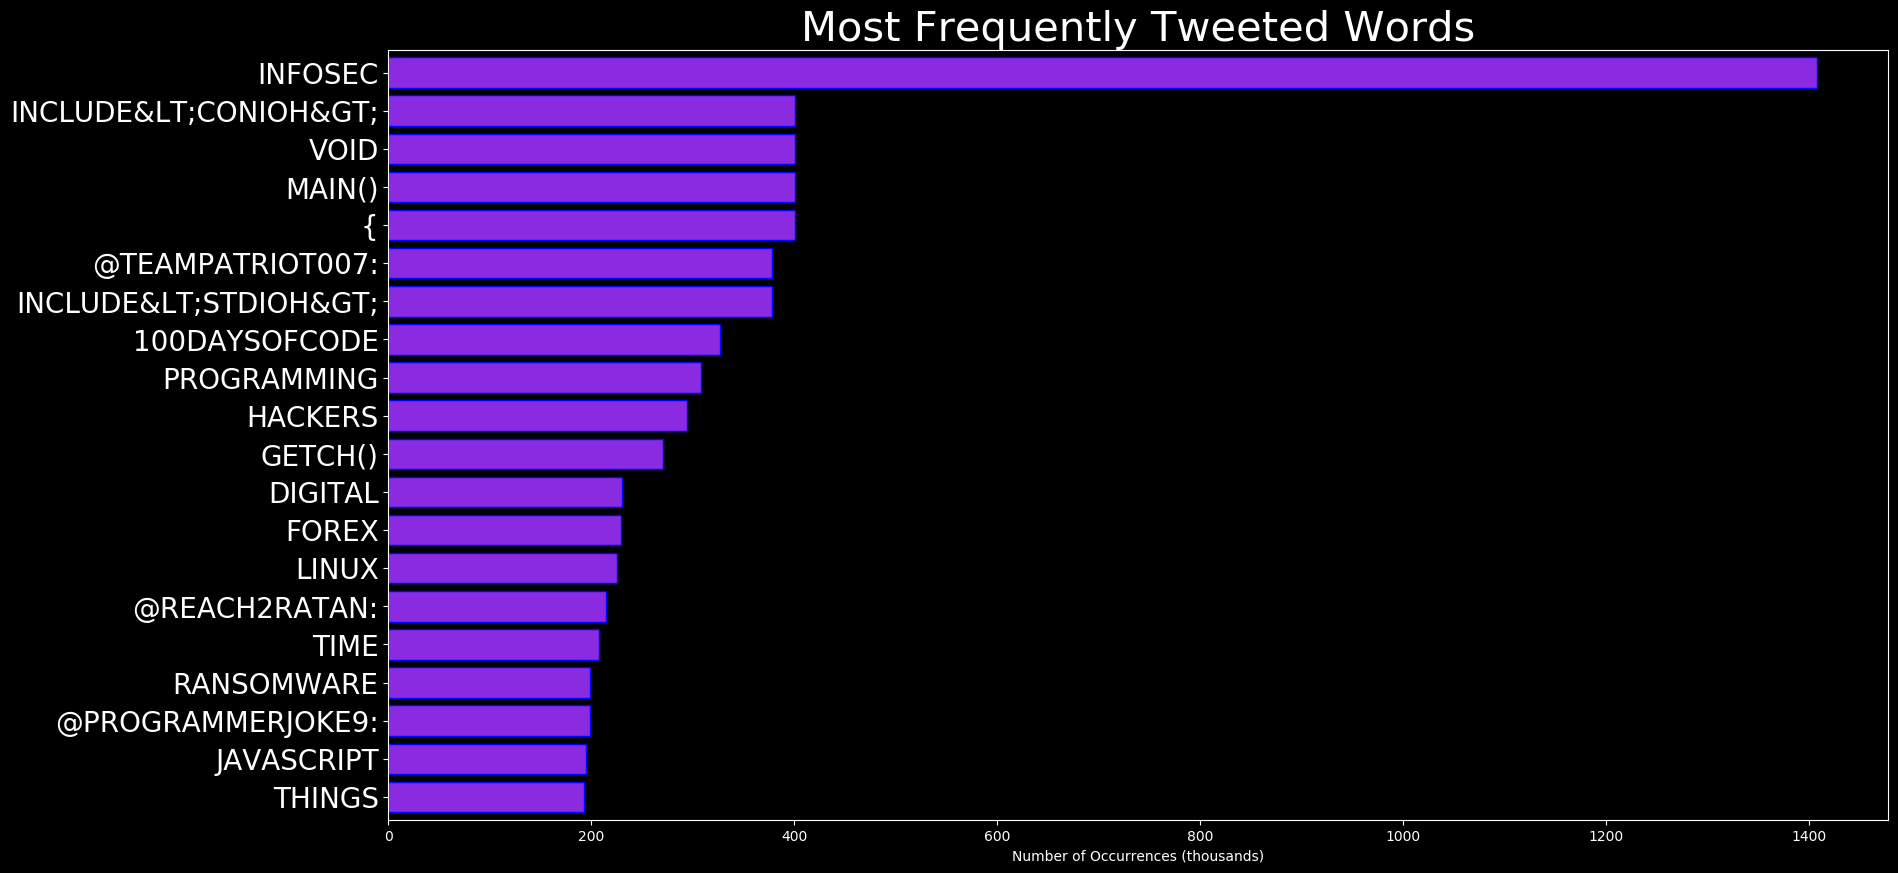 Most Frequently Tweeted Words
INFOSEC
INCLUDE&LT;CONIOH&GT;
VOID
MAIN()
{
@TEAMPATRIOT007:
INCLUDE&LT;STDIOH&GT;
100DAYSOFCODE
PROGRAMMING
HACKERS
GETCH()
DIGITAL
FOREX
LINUX
@REACH2RATAN:
TIME
RANSOMWARE
@PROGRAMMERJOKE9:
JAVASCRIPT
THINGS
0 200 400 600 800 1000 1200 1400
Number of Occurrences (thousands)